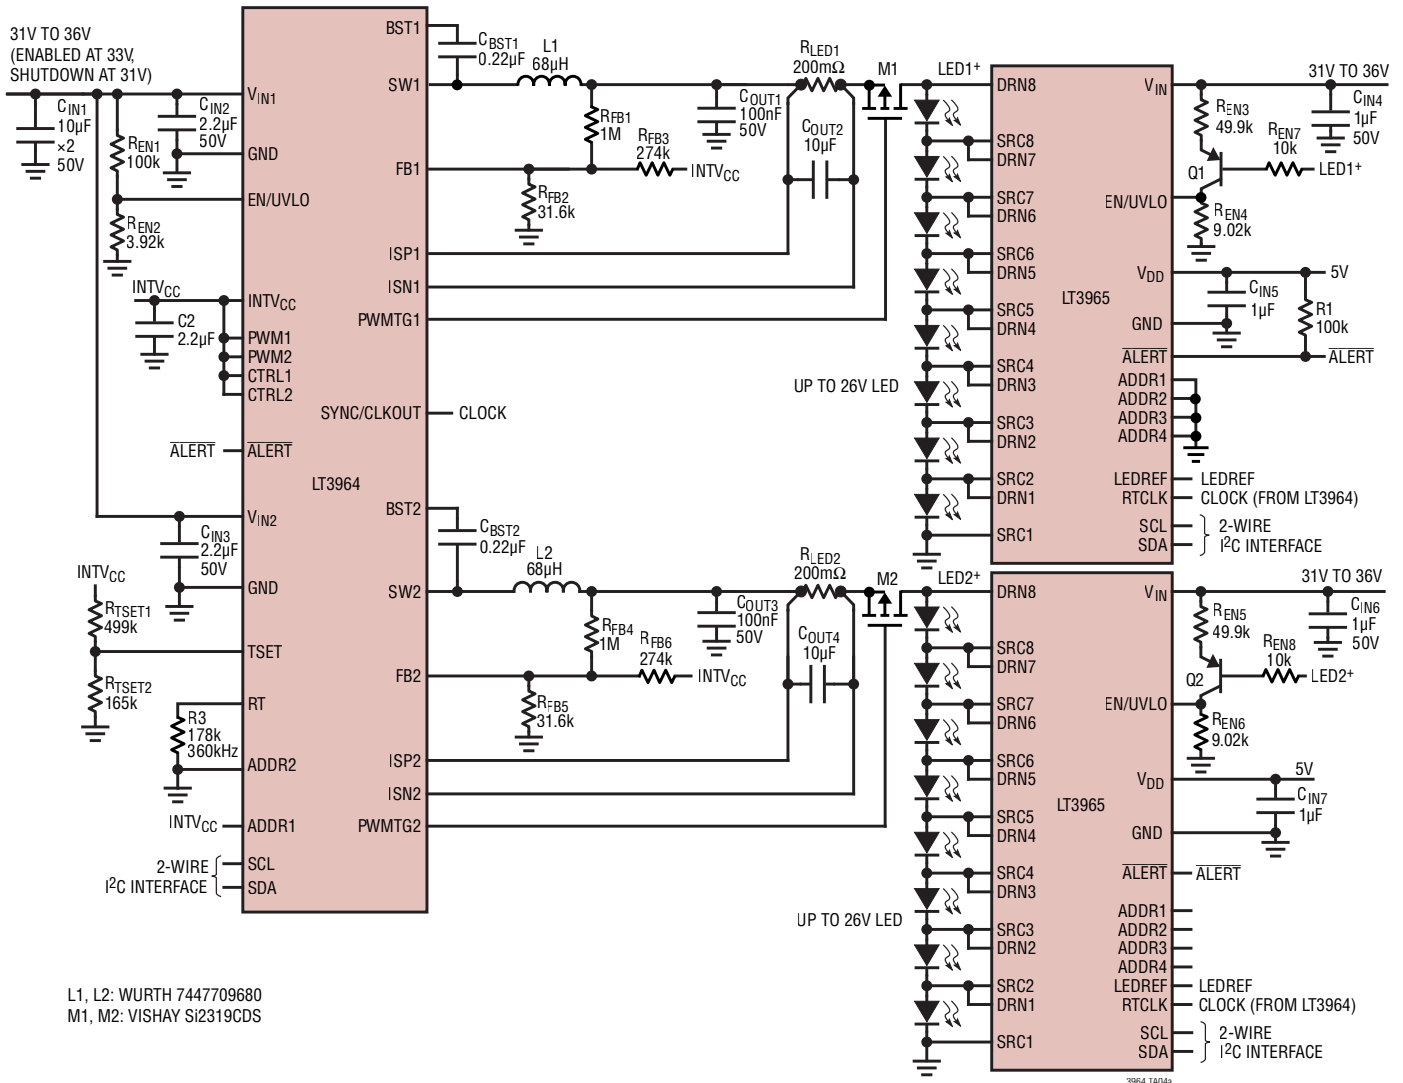 31V TO 36V
(ENABLED AT 33V,
SHUTDOWN AT 31V)
CIN1
10µF
×2
50V
REN1
100k
REN2
3.92k
CIN2
2.2µF
50V
INTVCC
C2
2.2µF
ALERT
CIN3
2.2µF
50V
INTVCC
RTSET1
499k
RTSET2
165k
R3
178k
360kHz
INTVCC
2-WIRE
I2C INTERFACE
VIN1
GND
EN/UVLO
INTVCC
PWM1
PWM2
CTRL1
CTRL2
ALERT
LT3964
VIN2
GND
TSET
RT
ADDR2
ADDR1
SCL
SDA
BST1
SW1
FB1
ISP1
ISN1
PWMTG1
SYNC/CLKOUT
CLOCK
BST2
SW2
FB2
ISP2
ISN2
PWMTG2
CBST1
0.22µF
L1
68µH
RFB1
1M
RFB3
274k
INTVCC
RFB2
31.6k
COUT1
100nF
50V
RLED1
200mΩ
COUT2
10µF
M1
LED1+
UP TO 26V LED
CBST2
0.22µF
L2
68µH
RFB4
1M
RFB6
274k
INTVCC
RFB5
31.6k
COUT3
100nF
50V
RLED2
200mΩ
COUT4
10µF
M2
LED2+
UP TO 26V LED
DRN8
SRC8
DRN7
SRC7
DRN6
SRC6
DRN5
SRC5
DRN4
SRC4
DRN3
SRC3
DRN2
SRC2
DRN1
SRC1
LT3965
VIN
EN/UVLO
VDD
GND
ALERT
ADDR1
ADDR2
ADDR3
ADDR4
LEDREF
RTCLK
SCL
SDA
31V TO 36V
REN3
49.9k
REN7
10k
CIN4
1µF
50V
Q1
LED1+
REN4
9.02k
5V
CIN5
1µF
R1
100k
ALERT
LEDREF
CLOCK (FROM LT3964)
2-WIRE
I2C INTERFACE
DRN8
SRC8
DRN7
SRC7
DRN6
SRC6
DRN5
SRC5
DRN4
SRC4
DRN3
SRC3
DRN2
SRC2
DRN1
SRC1
LT3965
VIN
EN/UVLO
VDD
GND
ALERT
ADDR1
ADDR2
ADDR3
ADDR4
LEDREF
RTCLK
SCL
SDA
31V TO 36V
REN5
49.9k
REN8
10k
CIN6
1µF
50V
Q2
LED2+
REN6
9.02k
5V
CIN7
1µF
ALERT
LEDREF
CLOCK (FROM LT3964)
2-WIRE
I2C INTERFACE
L1, L2: WURTH 7447709680
M1, M2: VISHAY Si2319CDS
3964 TA04a